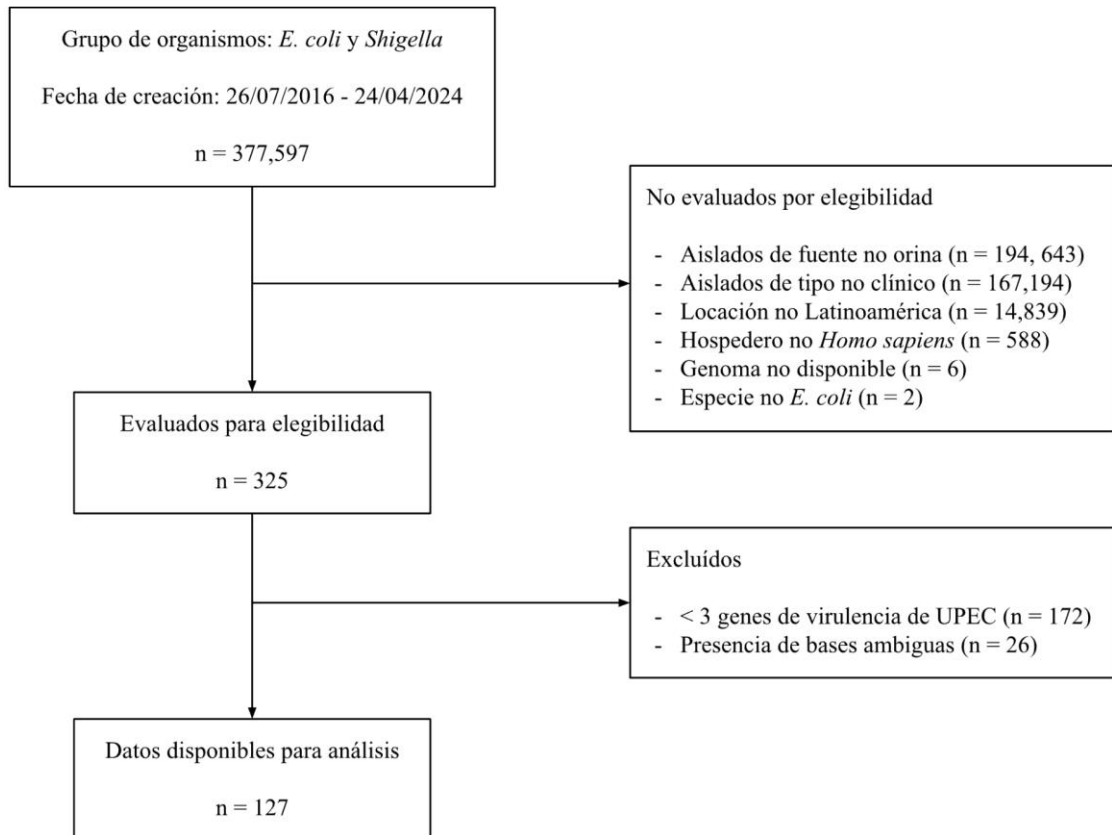 Grupo de organismos: E. coli y Shigella
Fecha de creación: 26/07/2016 - 24/04/2024
n = 377,597
No evaluados por elegibilidad
- Aislados de fuente no orina (n = 194, 643)
- Aislados de tipo no clínico (n = 167,194)
- Locación no Latinoamérica (n = 14,839)
- Hospedero no Homo sapiens (n = 588)
- Genoma no disponible (n = 6)
- Especie no E. coli (n = 2)
Evaluados para elegibilidad
n = 325
Excluídos
- < 3 genes de virulencia de UPEC (n = 172)
- Presencia de bases ambiguas (n = 26)
Datos disponibles para análisis
n = 127